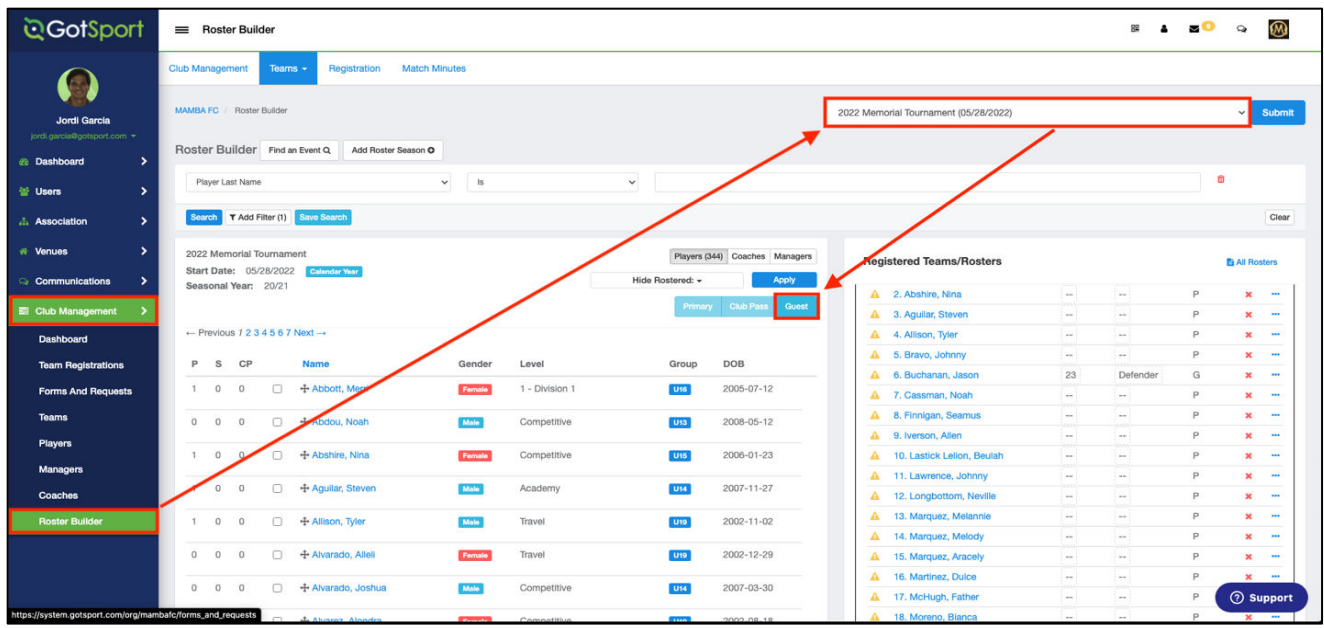 GotSport
Roster Builder
0
Jordi Garcia
jordi.garcia@gotsport.com
Dashboard
Users
Association
Venues
Communications
Club Management
Dashboard
Team Registrations
Forms And Requests
Teams
Players
Managers
Coaches
Roster Builder
https://system.gotsport.com/org/mambafc/forms_and_requests
Club Management Teams Registration Match Minutes
MAMBA FC / Roster Builder
2022 Memorial Tournament (05/28/2022) Submit
Roster Builder Find an Event Add Roster Season
Player Last Name Is
Search Add Filter (1) Save Search Clear
2022 Memorial Tournament
Start Date: 05/28/2022 Calendar Year
Seasonal Year: 20/21
Players (344) Coaches Managers
Hide Rostered: Apply
Primary Club Pass Guest
← Previous 1 2 3 4 5 6 7 Next →
P S CP Name Gender Level Group DOB
1 0 0 Abbott, Female 1 - Division 1 U16 2005-07-12
0 0 0 Abdou, Noah Male Competitive U13 2008-05-12
1 0 0 Abshire, Nina Female Competitive U15 2006-01-23
0 0 Aguilar, Steven Male Academy U14 2007-11-27
1 0 0 Allison, Tyler Male Travel U19 2002-11-02
0 0 0 Alvarado, Alleli Female Travel U19 2002-12-29
0 0 0 Alvarado, Joshua Male Competitive U14 2007-03-30
Alvarez, Alondra Female Competitive 2002-08-18
Registered Teams/Rosters All Rosters
2. Abshire, Nina -- -- P
3. Aguilar, Steven -- -- P
4. Allison, Tyler -- -- P
5. Bravo, Johnny -- -- P
6. Buchanan, Jason 23 Defender G
7. Cassman, Noah -- -- P
8. Finnigan, Seamus -- -- P
9. Iverson, Allen -- -- P
10. Lastick Lelion, Beulah -- -- P
11. Lawrence, Johnny -- -- P
12. Longbottom, Neville -- -- P
13. Marquez, Melannie -- -- P
14. Marquez, Melody -- -- P
15. Marquez, Aracely -- -- P
16. Martinez, Dulce -- -- P
17. McHugh, Father -- -- P
18. Moreno, Bianca -- -- P
Support